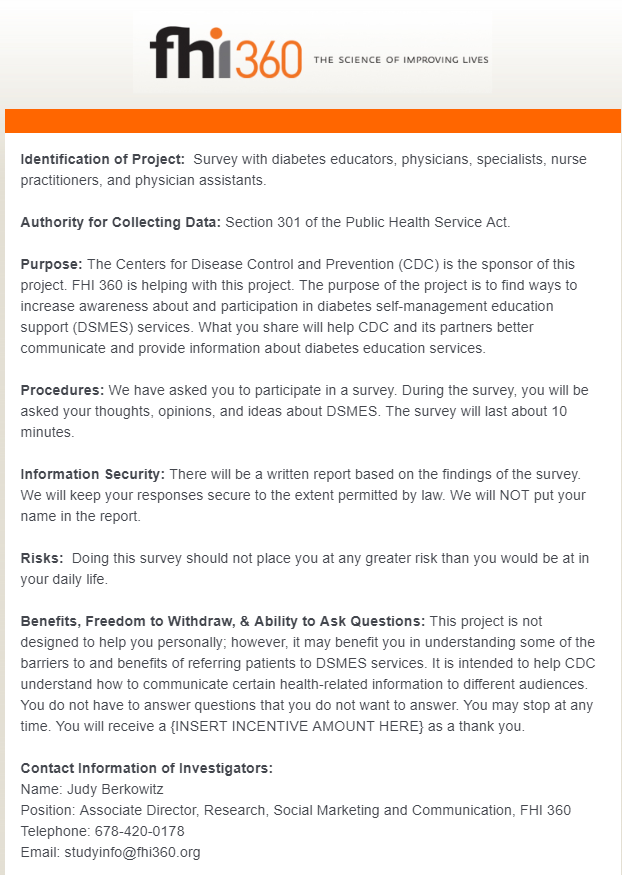 fhi360 THE SCIENCE OF IMPROVING LIVES
Identification of Project:  Survey with diabetes educators, physicians, specialists, nurse
practitioners, and physician assistants.
Authority for Collecting Data: Section 301 of the Public Health Service Act.
Purpose: The Centers for Disease Control and Prevention (CDC) is the sponsor of this
project. FHI 360 is helping with this project. The purpose of the project is to find ways to
increase awareness about and participation in diabetes self-management education
support (DSMES) services. What you share will help CDC and its partners better
communicate and provide information about diabetes education services.
Procedures: We have asked you to participate in a survey. During the survey, you will be
asked your thoughts, opinions, and ideas about DSMES. The survey will last about 10
minutes.
Information Security: There will be a written report based on the findings of the survey.
We will keep your responses secure to the extent permitted by law. We will NOT put your
name in the report.
Risks:  Doing this survey should not place you at any greater risk than you would be at in
your daily life.
Benefits, Freedom to Withdraw, & Ability to Ask Questions: This project is not
designed to help you personally; however, it may benefit you in understanding some of the
barriers to and benefits of referring patients to DSMES services. It is intended to help CDC
understand how to communicate certain health-related information to different audiences.
You do not have to answer questions that you do not want to answer. You may stop at any
time. You will receive a {INSERT INCENTIVE AMOUNT HERE} as a thank you.
Contact Information of Investigators:
Name: Judy Berkowitz
Position: Associate Director, Research, Social Marketing and Communication, FHI 360
Telephone: 678-420-0178
Email: studyinfo@fhi360.org